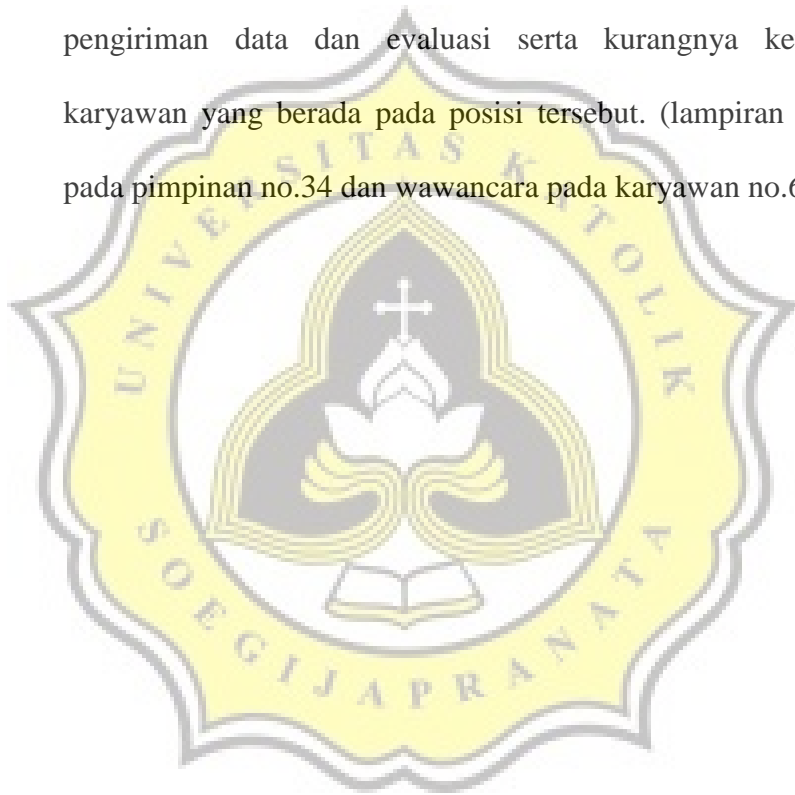 pengiriman data dan evaluasi serta kurangnya ke
karyawan yang berada pada posisi tersebut. (lampiran
pada pimpinan no.34 dan wawancara pada karyawan no.6
UNIVERSITAS KATOLIK
SOEGIJAPRANATA